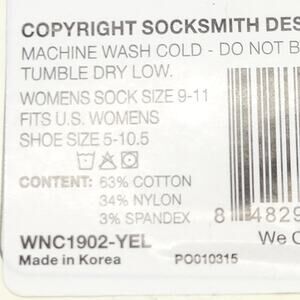 COPYRIGHT SOCKSMITH DES
MACHINE WASH COLD - DO NOT B
TUMBLE DRY LOW.
WOMENS SOCK SIZE 9-11
FITS U.S. WOMENS
SHOE SIZE 5-10.5
CONTENT: 63% COTTON
34% NYLON
3% SPANDEX
8 4829
WNC1902-YEL
We C
Made in Korea PO010315